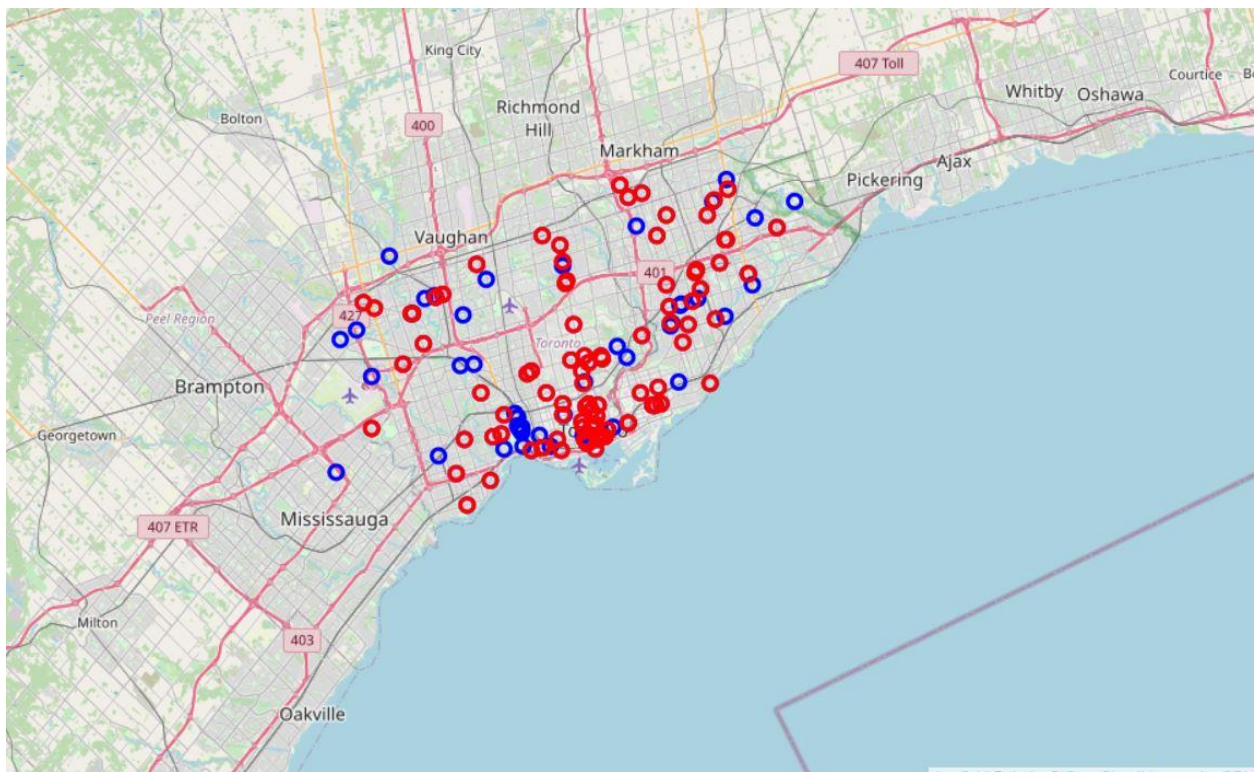 King City
407 Toll
Courtice
Whitby
Oshawa
Richmond
Hill
Bolton
400
Markham
Ajax
Pickering
Vaughan
401
427
Peel Region
Toronto
Brampton
Georgetown
Mississauga
407 ETR
Milton
403
Oakville